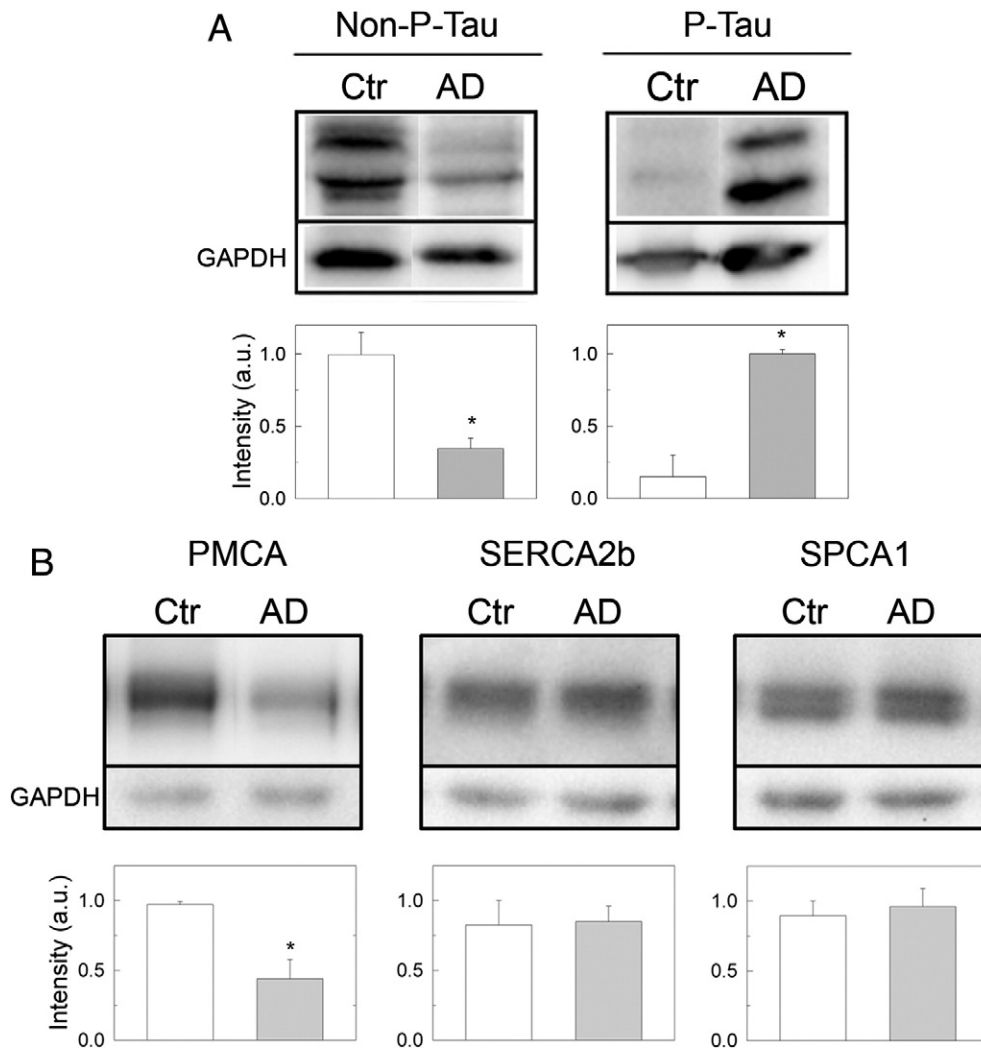 A
Non-P-Tau P-Tau
Ctr AD Ctr AD
GAPDH
Intensity (a.u.)
1.0 1.0
* *
0.5 0.5
0.0 0.0
B
PMCA SERCA2b SPCA1
Ctr AD Ctr AD Ctr AD
GAPDH
Intensity (a.u.)
1.0 1.0 1.0
*
0.5 0.5 0.5
0.0 0.0 0.0